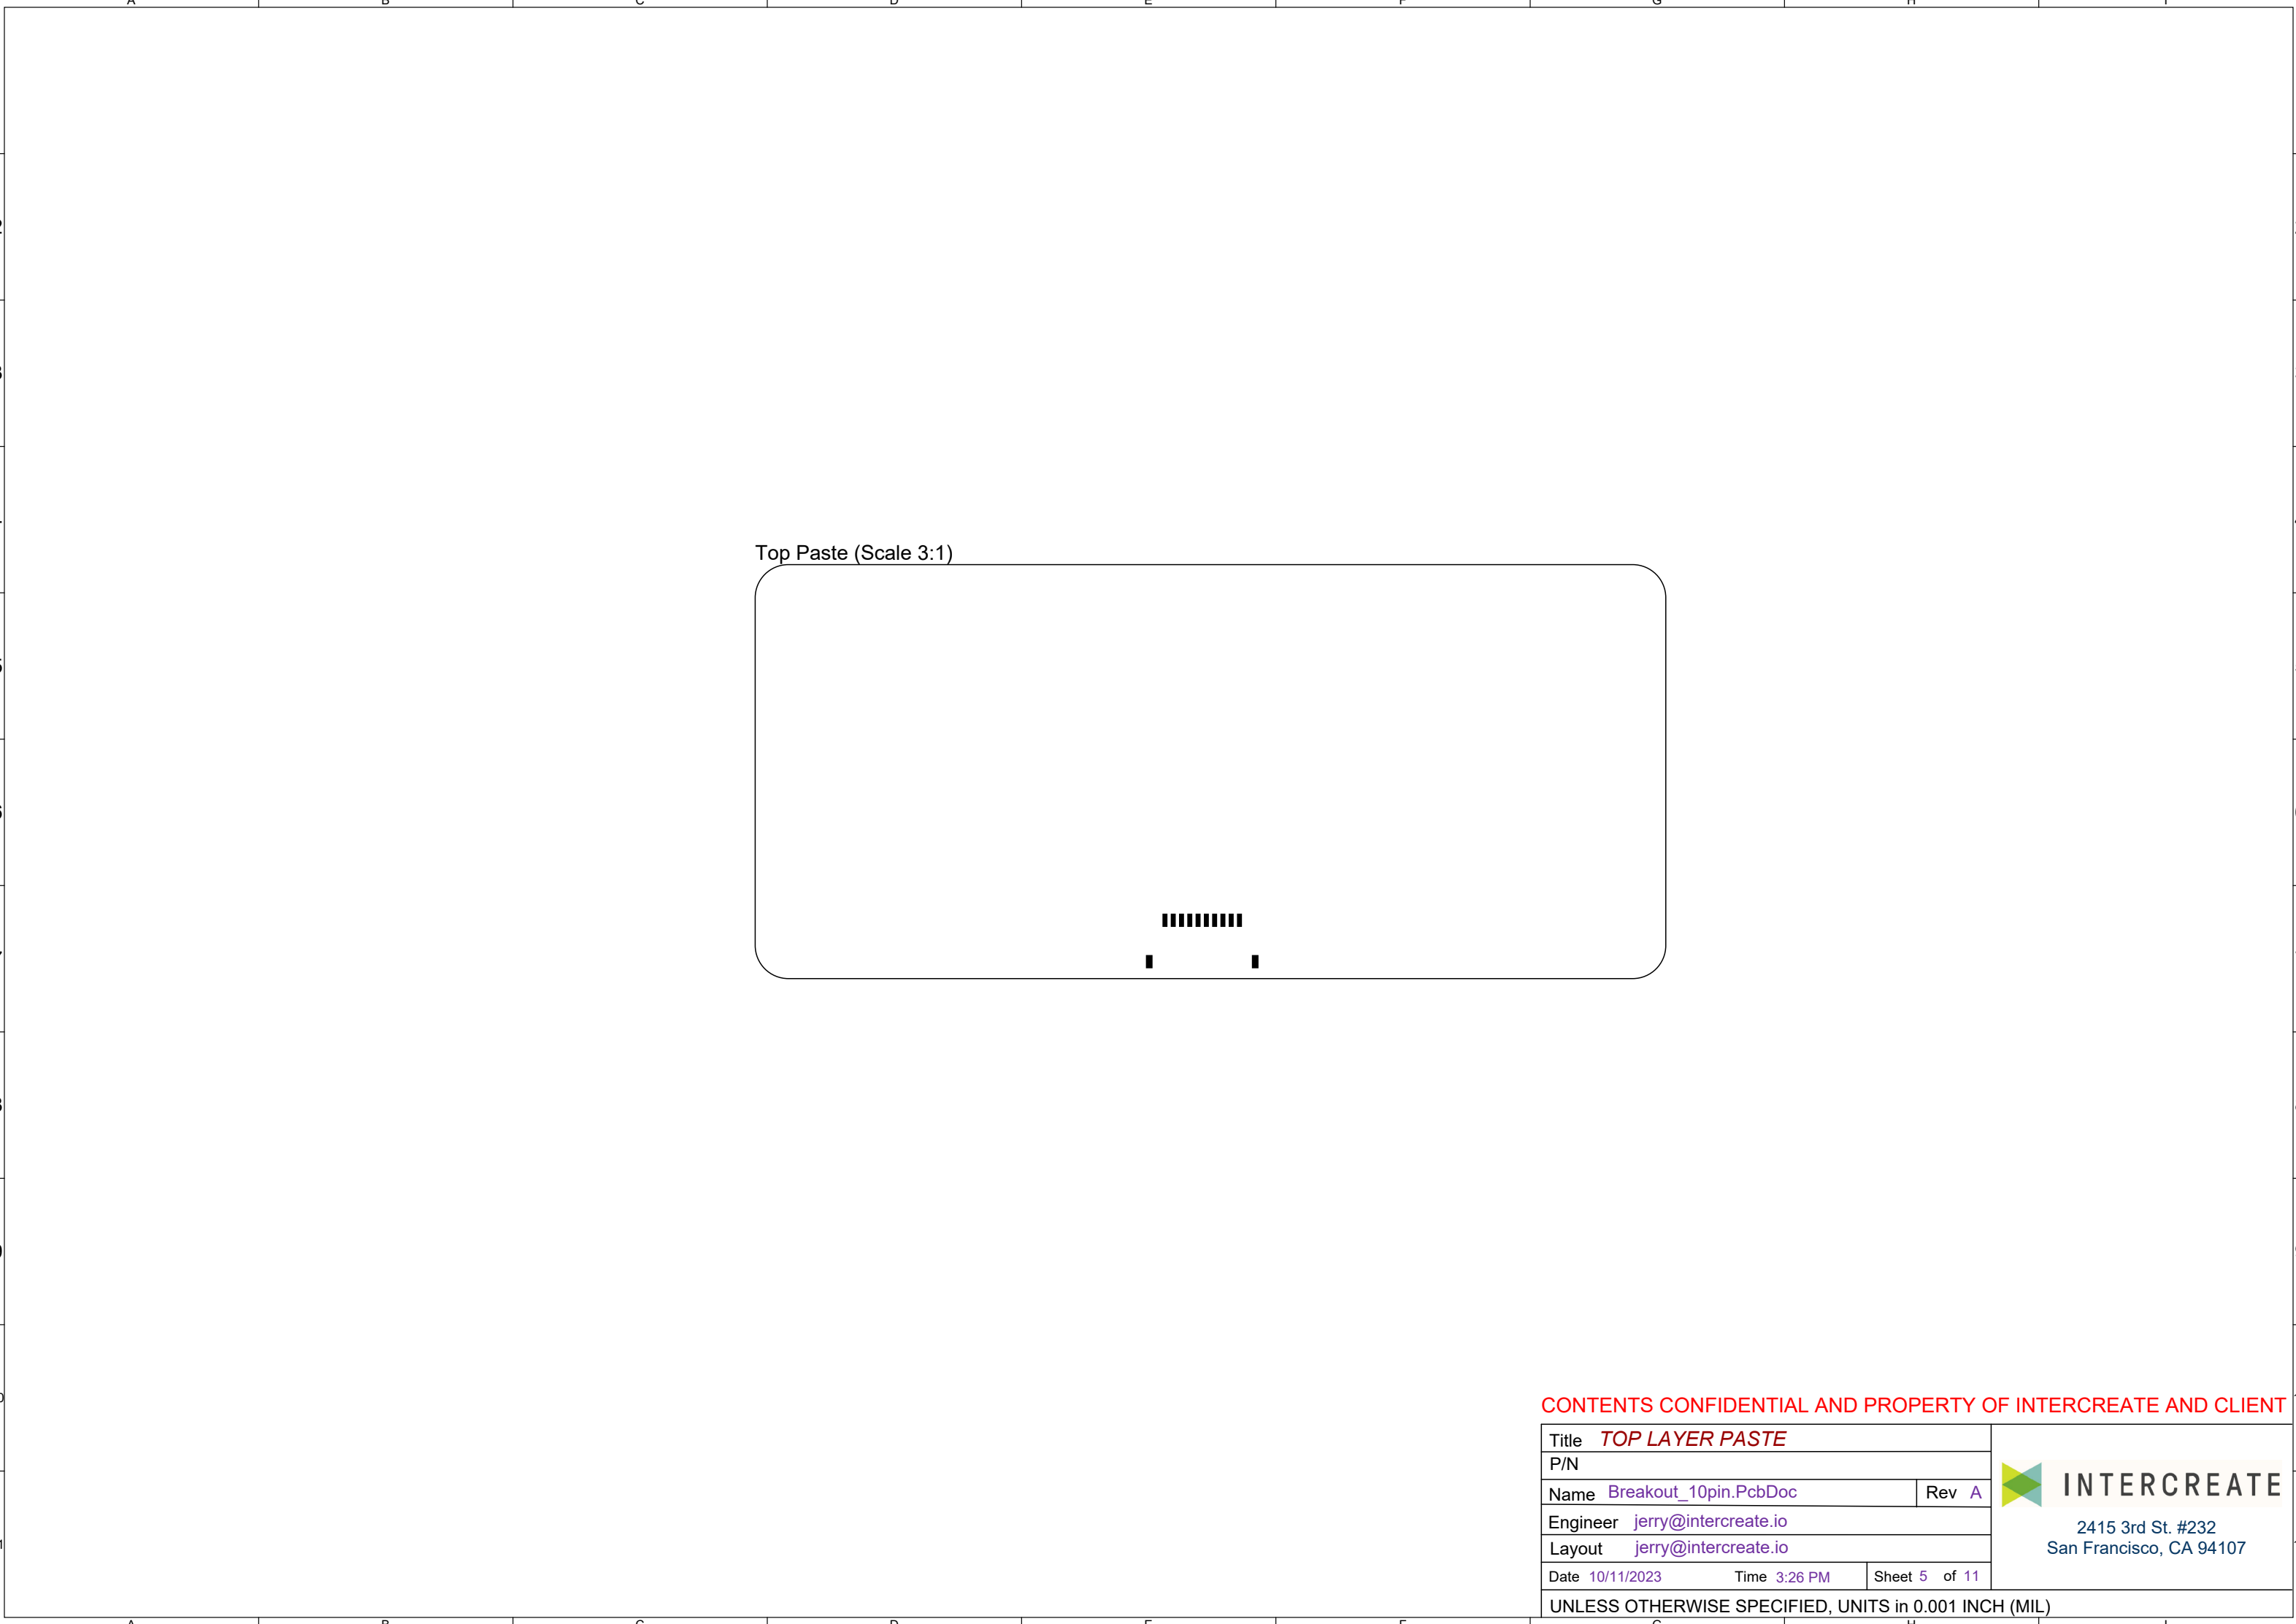 Top Paste (Scale 3:1)
CONTENTS CONFIDENTIAL AND PROPERTY OF INTERCREATE AND CLIENT
Title TOP LAYER PASTE
P/N
Name Breakout_10pin.PcbDoc Rev A
Engineer jerry@intercreate.io
Layout jerry@intercreate.io
Date 10/11/2023 Time 3:26 PM Sheet 5 of 11
UNLESS OTHERWISE SPECIFIED, UNITS in 0.001 INCH (MIL)
INTERCREATE
2415 3rd St. #232
San Francisco, CA 94107